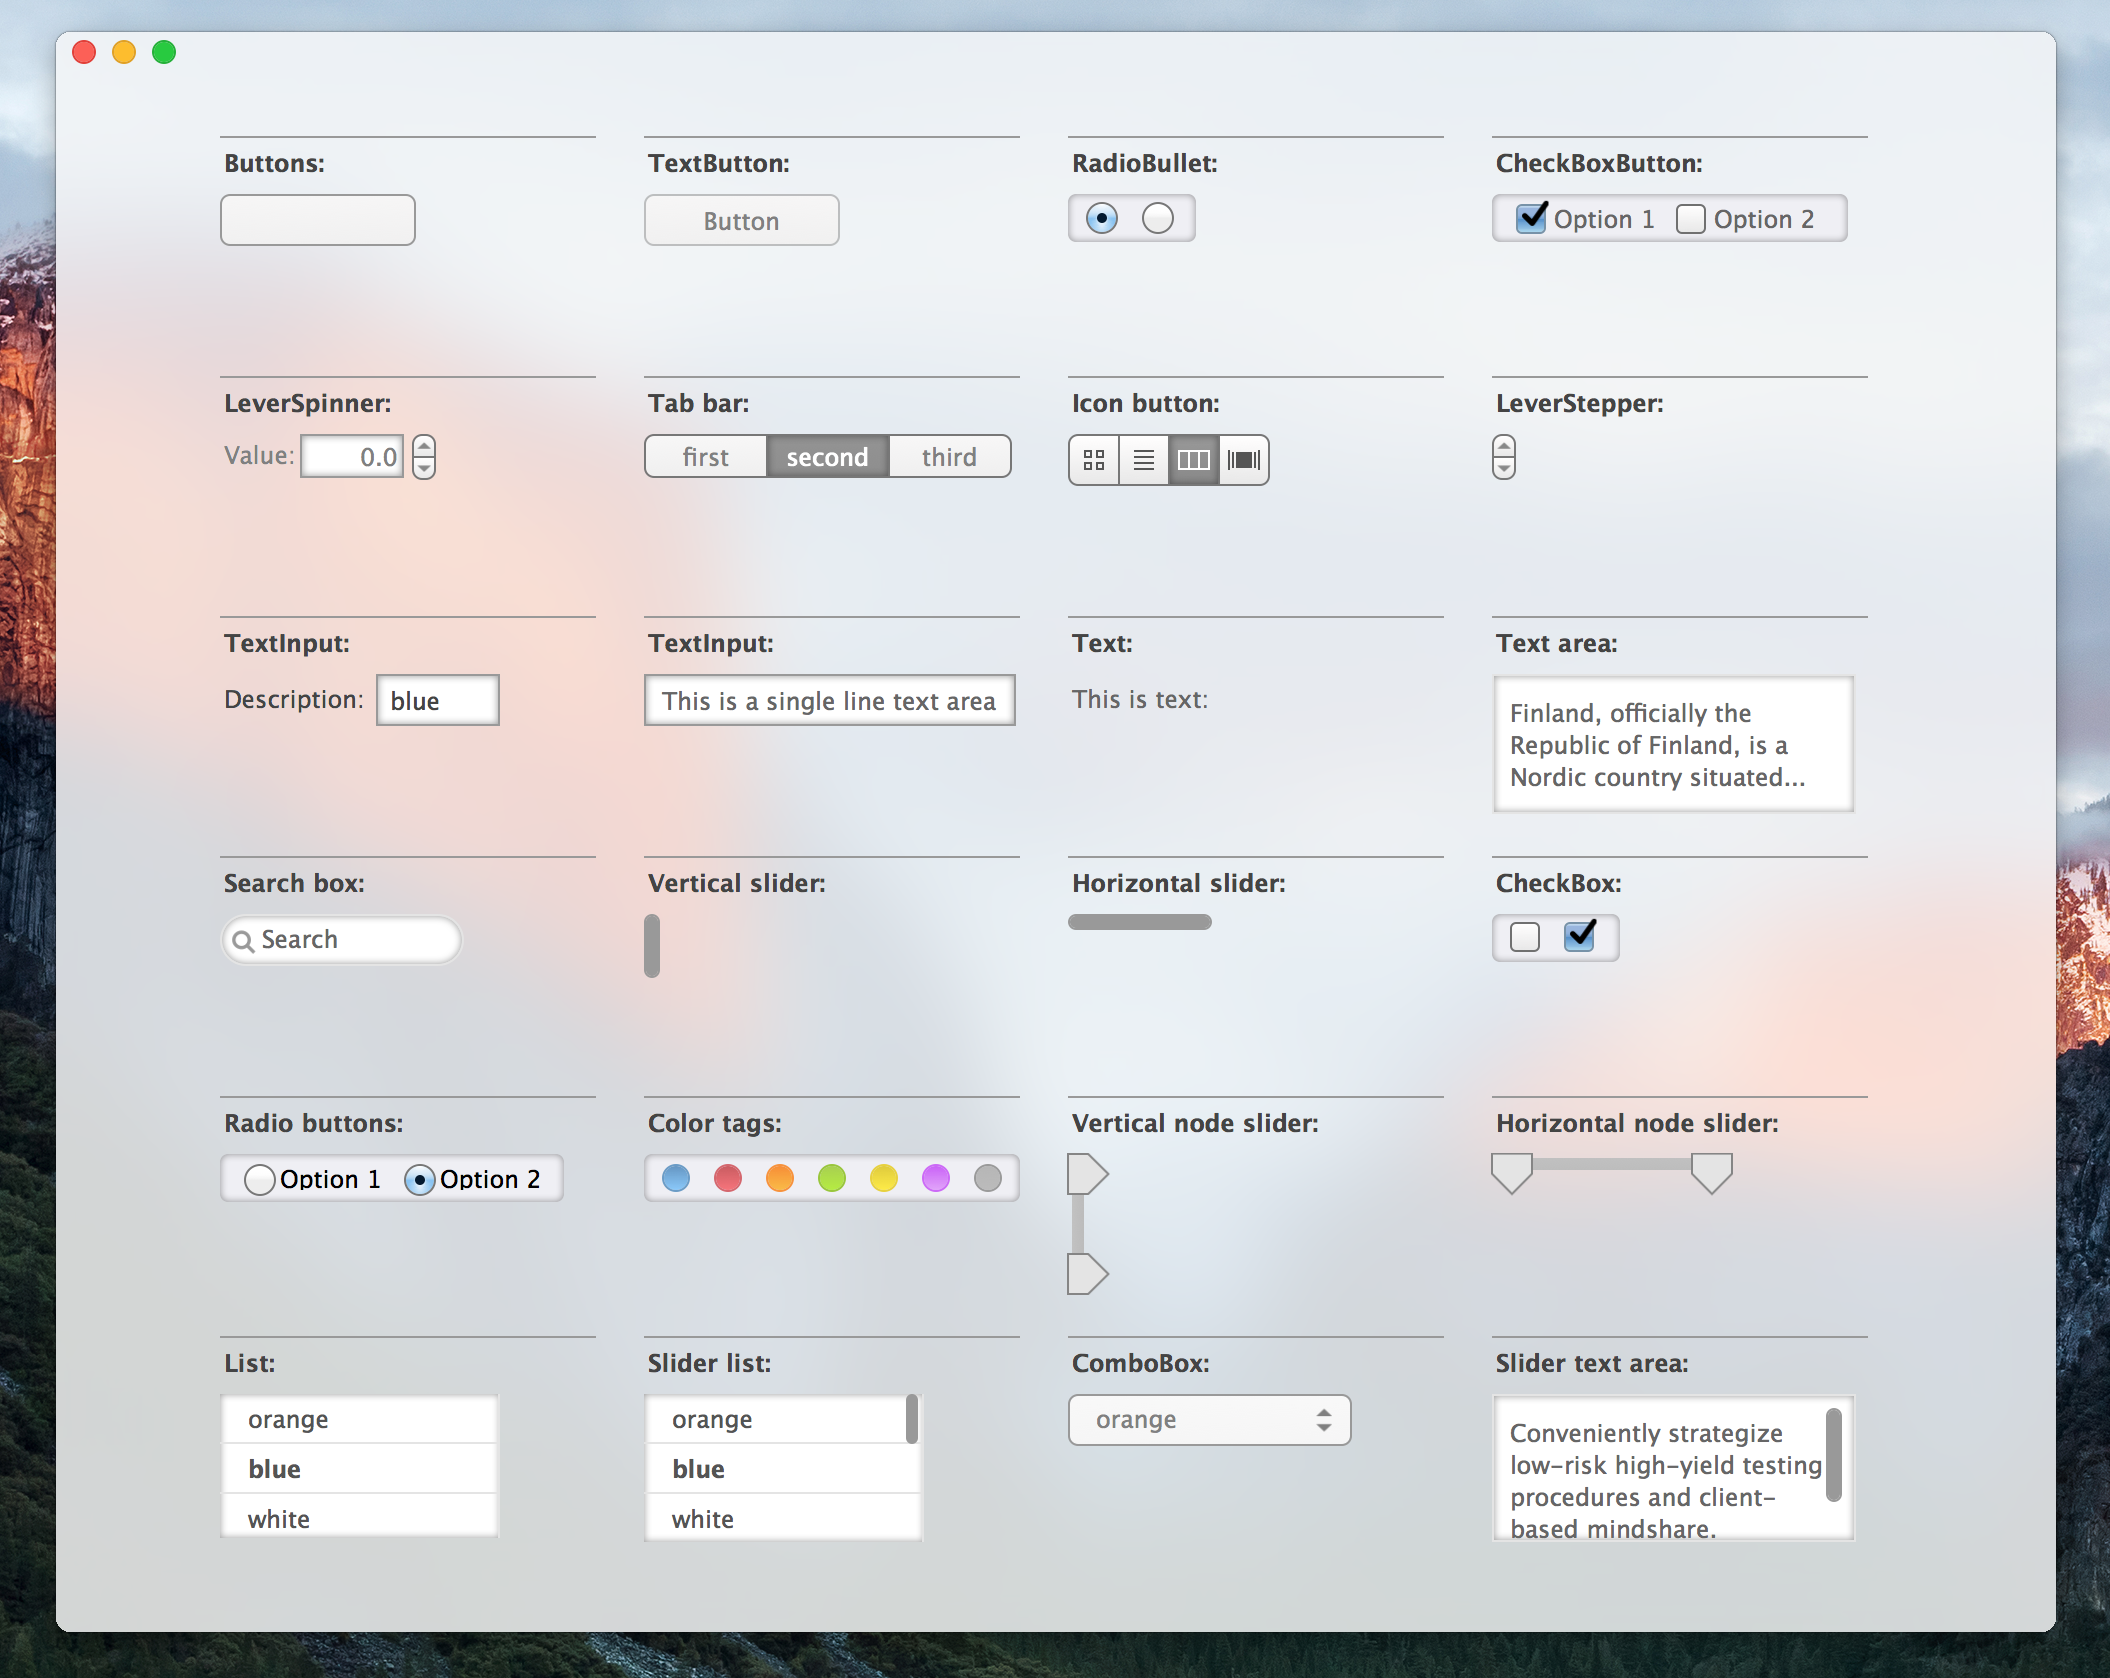 Buttons:
TextButton:
RadioBullet:
CheckBoxButton:
Button
Option 1
Option 2
LeverSpinner:
Tab bar:
Icon button:
LeverStepper:
Value:
0.0
first
second
third
TextInput:
TextInput:
Text:
Text area:
Description:
blue
This is a single line text area
This is text:
Finland, officially the
Republic of Finland, is a
Nordic country situated...
Search box:
Vertical slider:
Horizontal slider:
CheckBox:
Search
Radio buttons:
Color tags:
Vertical node slider:
Horizontal node slider:
Option 1
Option 2
List:
Slider list:
ComboBox:
Slider text area:
orange
blue
white
orange
blue
white
orange
Conveniently strategize
low-risk high-yield testing
procedures and client-
based mindshare.